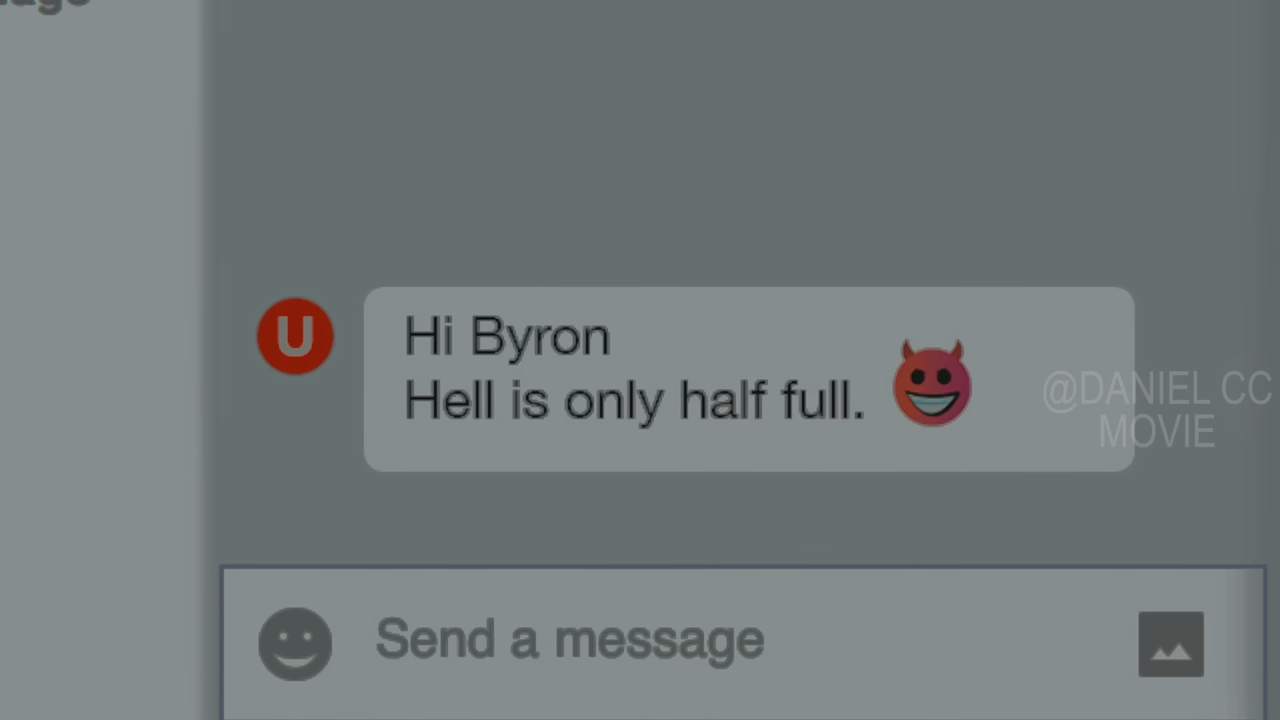 U
Hi Byron
Hell is only half full. 😈
@DANIEL CC
MOVIE
Send a message